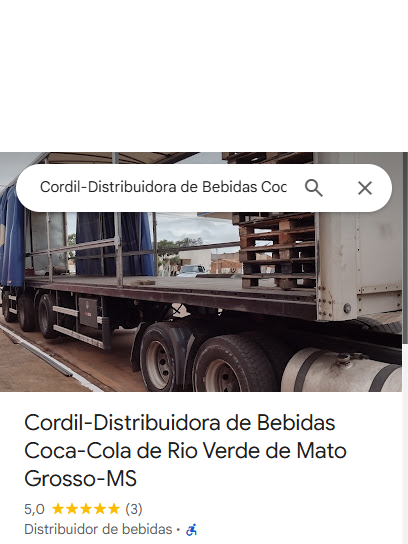 Cordil-Distribuidora de Bebidas Coc
Cordil-Distribuidora de Bebidas
Coca-Cola de Rio Verde de Mato
Grosso-MS
5,0 (3)
Distribuidor de bebidas ·